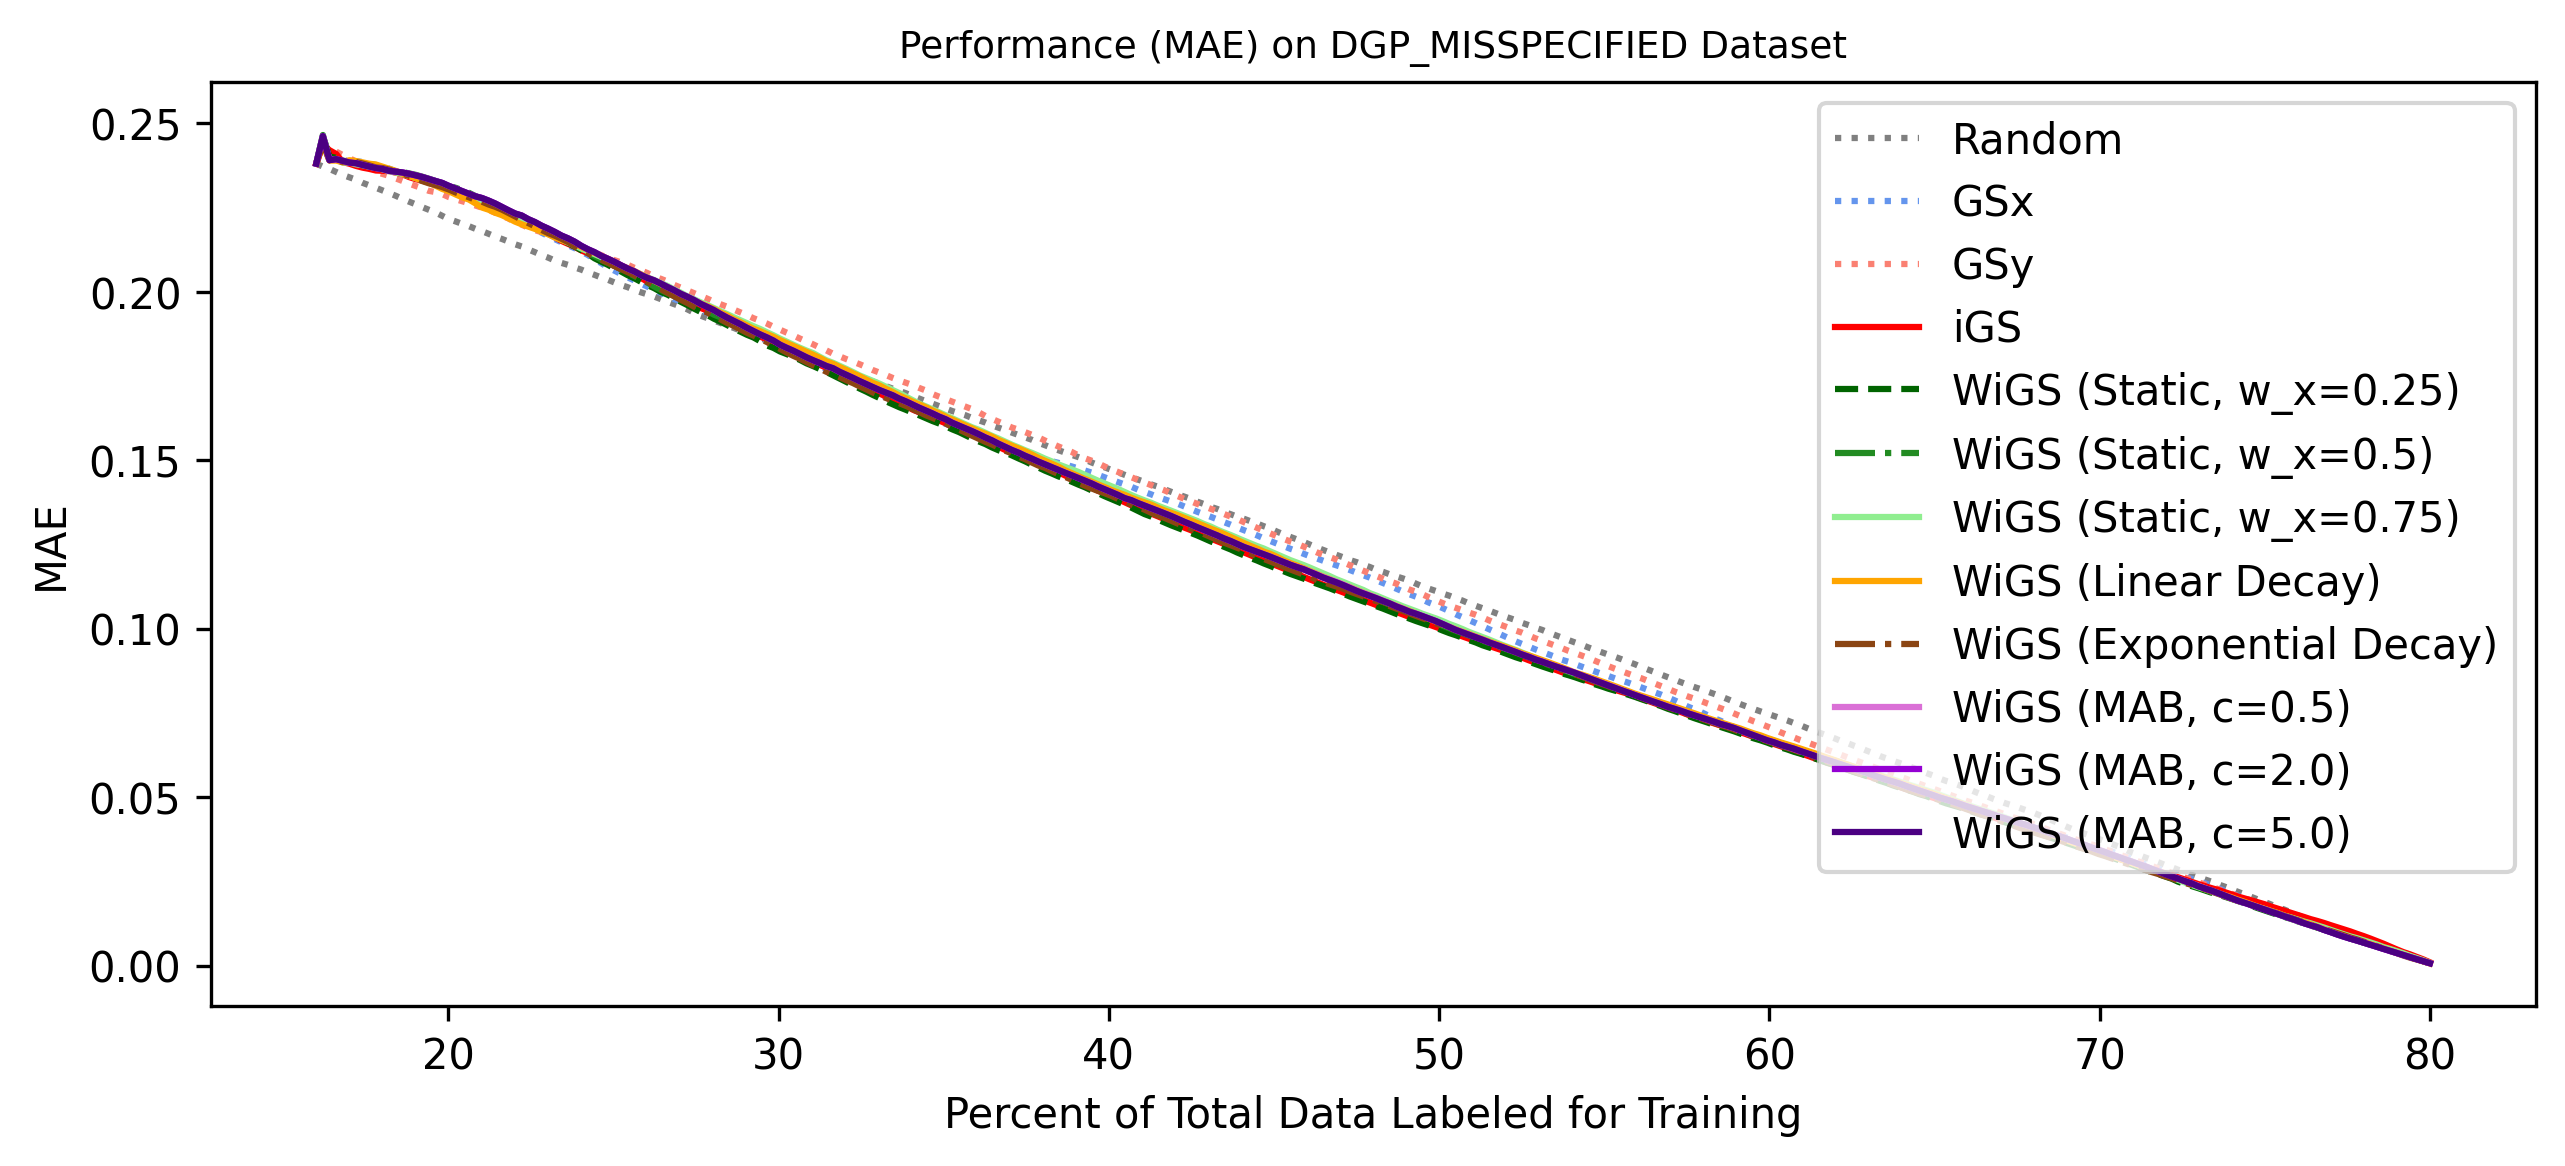 Performance (MAE) on DGP_MISSPECIFIED Dataset
MAE
0.25
0.20
0.15
0.10
0.05
0.00
20 30 40 50 60 70 80
Percent of Total Data Labeled for Training
Random
GSx
GSy
iGS
WiGS (Static, w_x=0.25)
WiGS (Static, w_x=0.5)
WiGS (Static, w_x=0.75)
WiGS (Linear Decay)
WiGS (Exponential Decay)
WiGS (MAB, c=0.5)
WiGS (MAB, c=2.0)
WiGS (MAB, c=5.0)